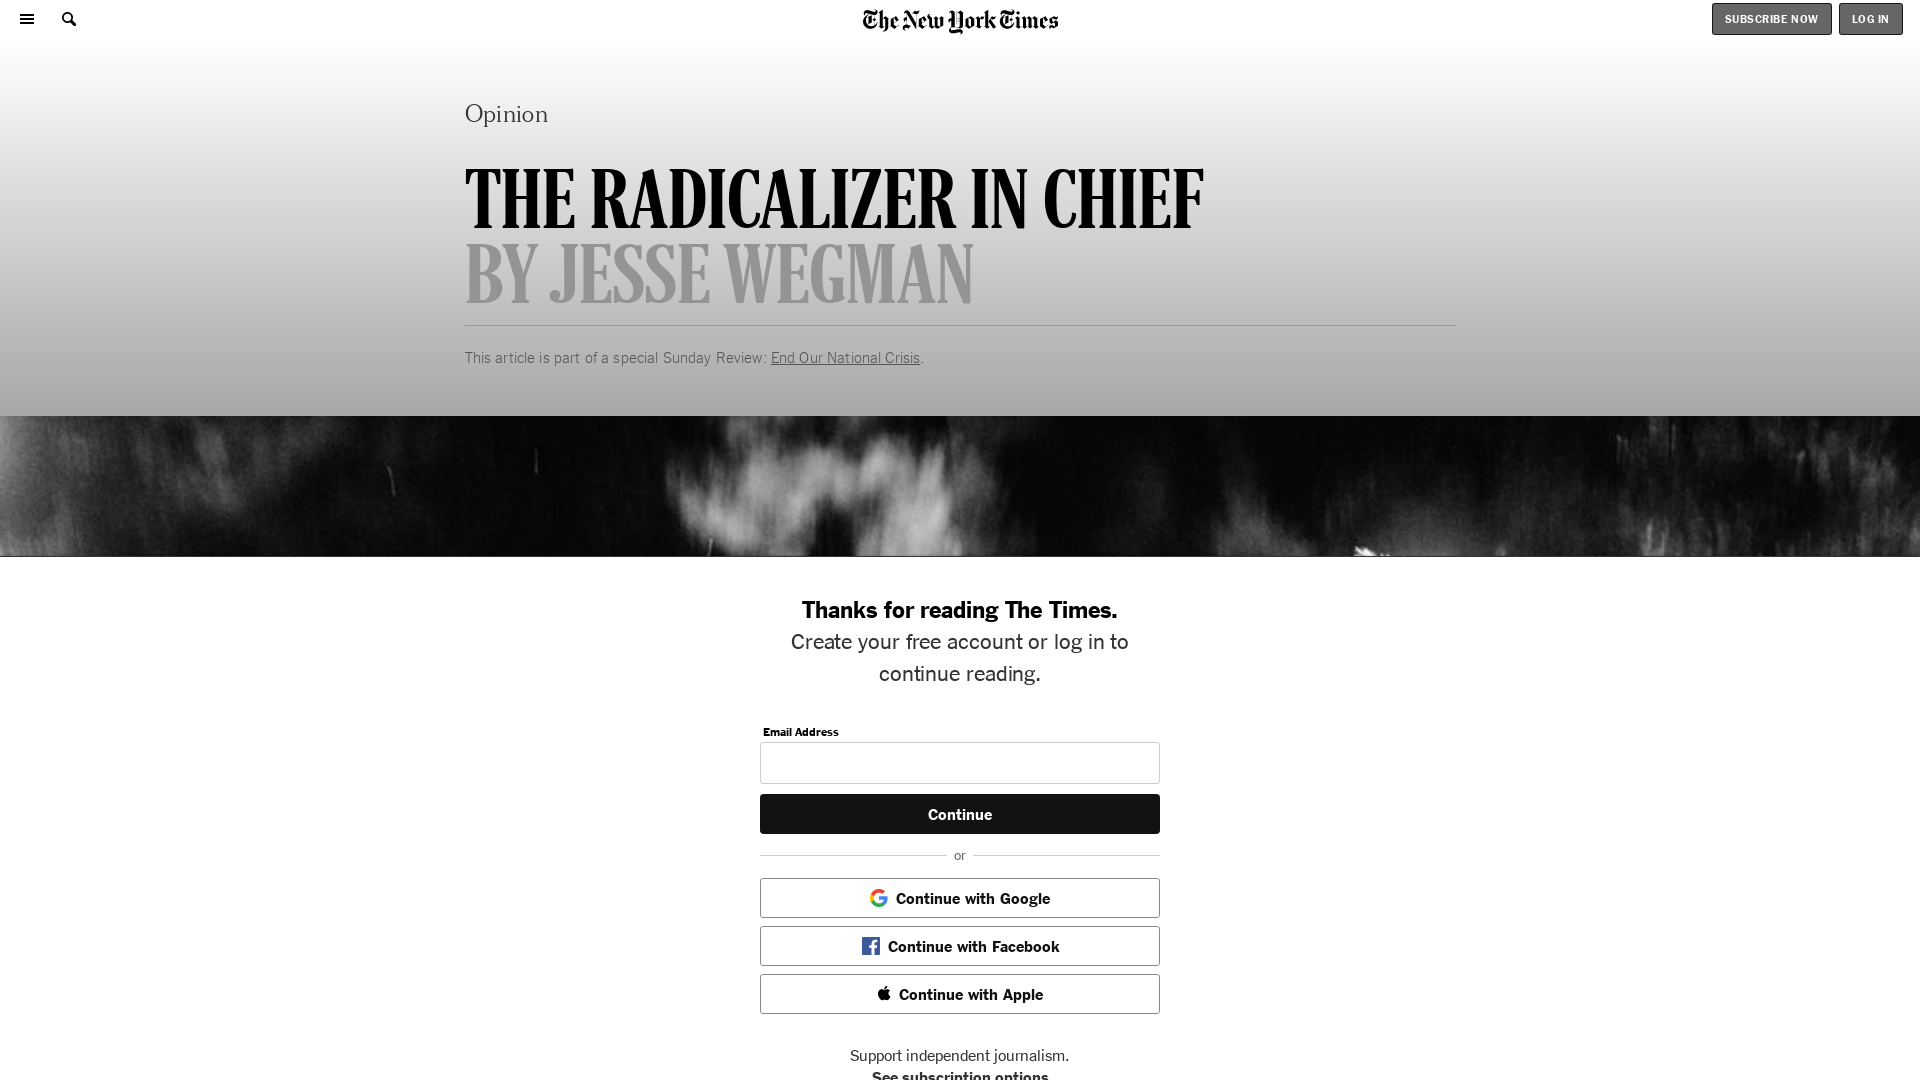 The New York Times
SUBSCRIBE NOW
LOG IN
Opinion
THE RADICALIZER IN CHIEF
BY JESSE WEGMAN
This article is part of a special Sunday Review: End Our National Crisis.
Thanks for reading The Times.
Create your free account or log in to
continue reading.
Email Address
Continue
or
Continue with Google
Continue with Facebook
Continue with Apple
Support independent journalism.
See subscription options